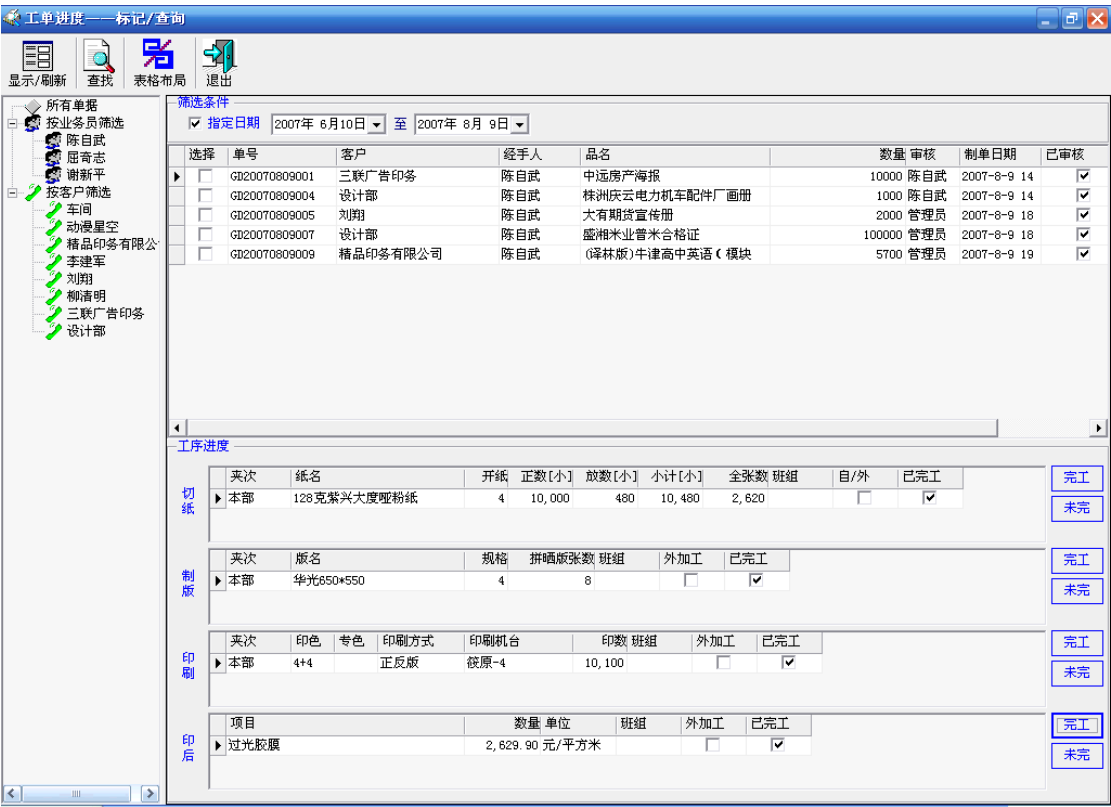 工单进度——标记/查询
显示/刷新 查找 表格布局 退出
所有单据
按业务员筛选
陈自武
屈奇志
谢新平
按客户筛选
车间
动漫星空
精品印务有限公
李建军
刘翔
柳清明
三联广告印务
设计部
筛选条件
指定日期 2007年 6月10日 至 2007年 8月 9日
选择 单号 客户 经手人 品名 数量 审核 制单日期 已审核
GD20070809001 三联广告印务 陈自武 中远房产海报 10000 陈自武 2007-8-9 14
GD20070809004 设计部 陈自武 株洲庆云电力机车配件厂画册 1000 陈自武 2007-8-9 14
GD20070809005 刘翔 陈自武 大有期货宣传册 2000 管理员 2007-8-9 18
GD20070809007 设计部 陈自武 盛湘米业普米合格证 100000 管理员 2007-8-9 18
GD20070809009 精品印务有限公司 陈自武 (译林版)牛津高中英语(模块 5700 管理员 2007-8-9 19
工序进度
切纸
夹次 纸名 开纸 正数[小] 放数[小] 小计[小] 全张数 班组 自/外 已完工
本部 128克紫兴大度哑粉纸 4 10,000 480 10,480 2,620
完工
未完
制版
夹次 版名 规格 拼晒版张数 班组 外加工 已完工
本部 华光650*550 4 8
完工
未完
印刷
夹次 印色 专色 印刷方式 印刷机台 印数 班组 外加工 已完工
本部 4+4 正反版 筱原-4 10,100
完工
未完
印后
项目 数量 单位 班组 外加工 已完工
过光胶膜 2,629.90 元/平方米
完工
未完